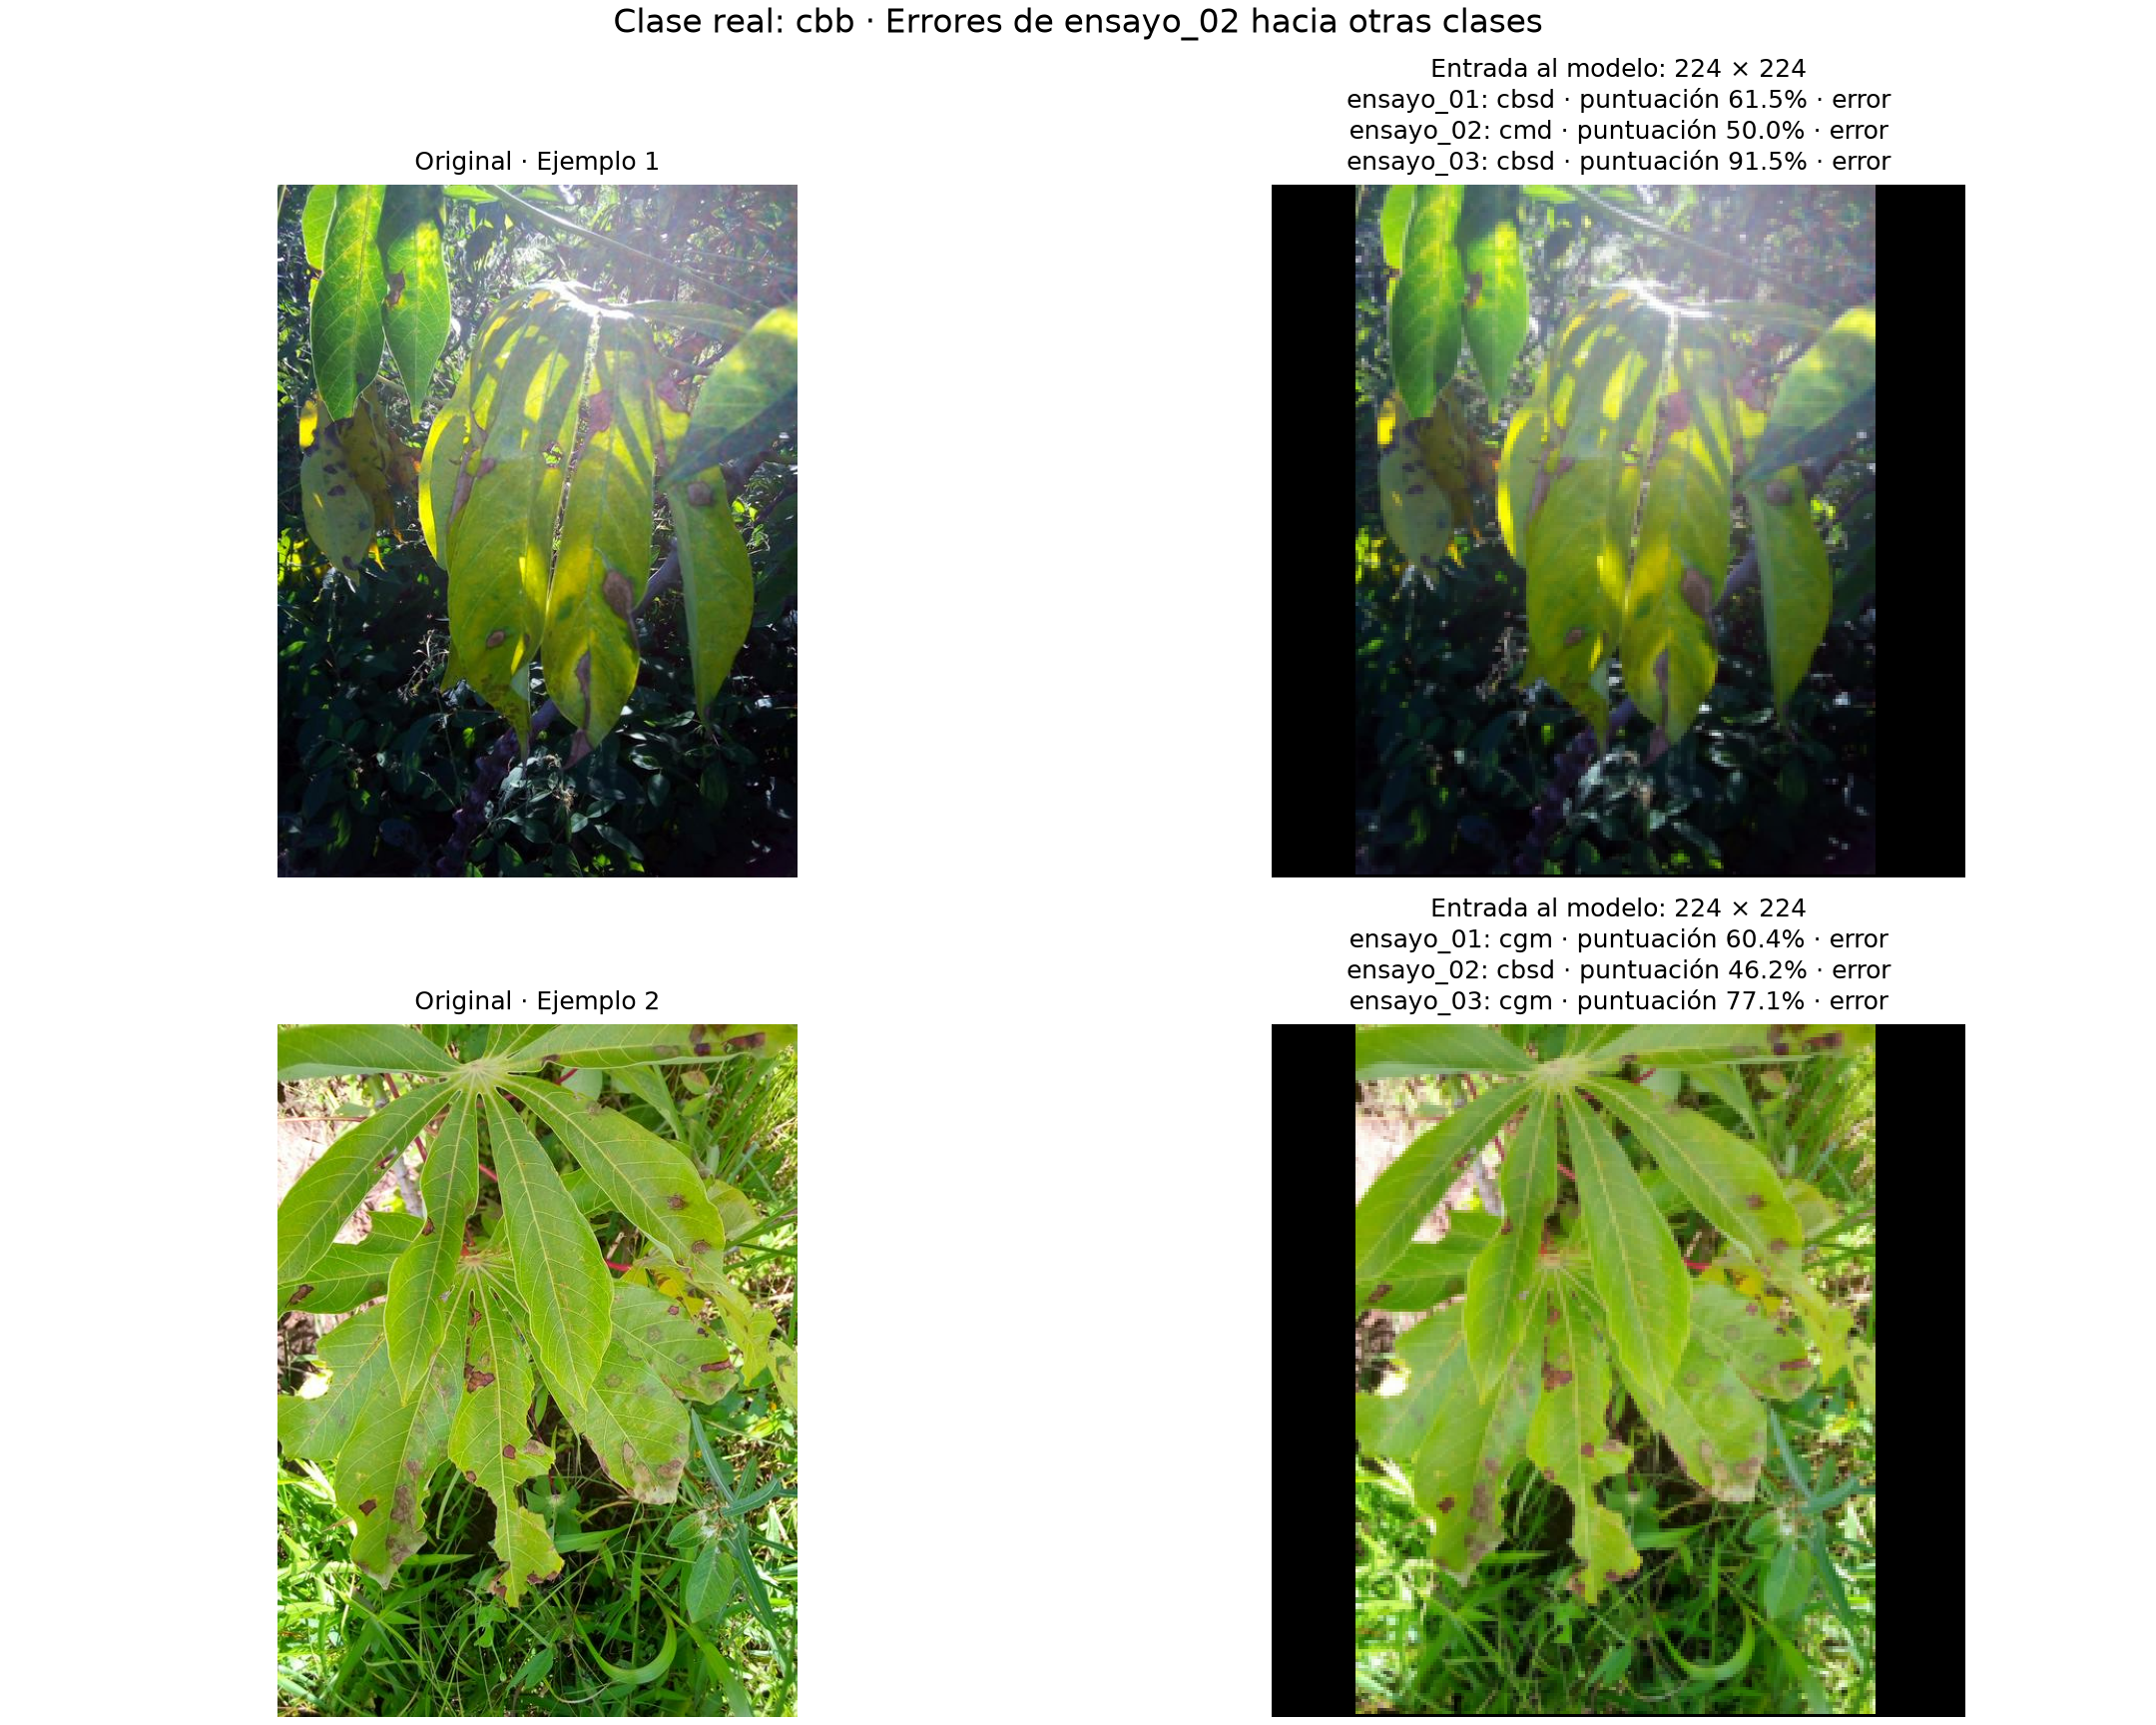 Clase real: cbb · Errores de ensayo_02 hacia otras clases
Original · Ejemplo 1
Entrada al modelo: 224 × 224
ensayo_01: cbsd · puntuación 61.5% · error
ensayo_02: cmd · puntuación 50.0% · error
ensayo_03: cbsd · puntuación 91.5% · error
Original · Ejemplo 2
Entrada al modelo: 224 × 224
ensayo_01: cgm · puntuación 60.4% · error
ensayo_02: cbsd · puntuación 46.2% · error
ensayo_03: cgm · puntuación 77.1% · error